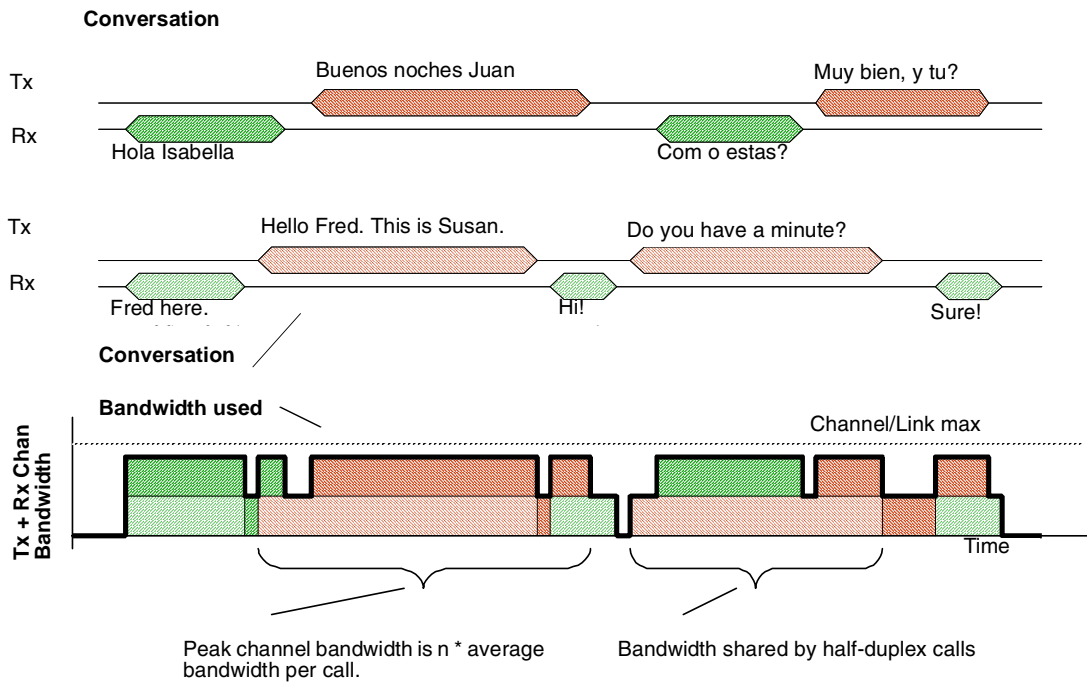 Conversation
Tx
Buenos noches Juan
Muy bien, y tu?
Rx
Hola Isabella
Com o estas?
Tx
Hello Fred. This is Susan.
Do you have a minute?
Rx
Fred here.
Hi!
Sure!
Conversation
Bandwidth used
Channel/Link max
Tx + Rx Chan
Bandwidth
Time
Peak channel bandwidth is n * average
bandwidth per call.
Bandwidth shared by half-duplex calls